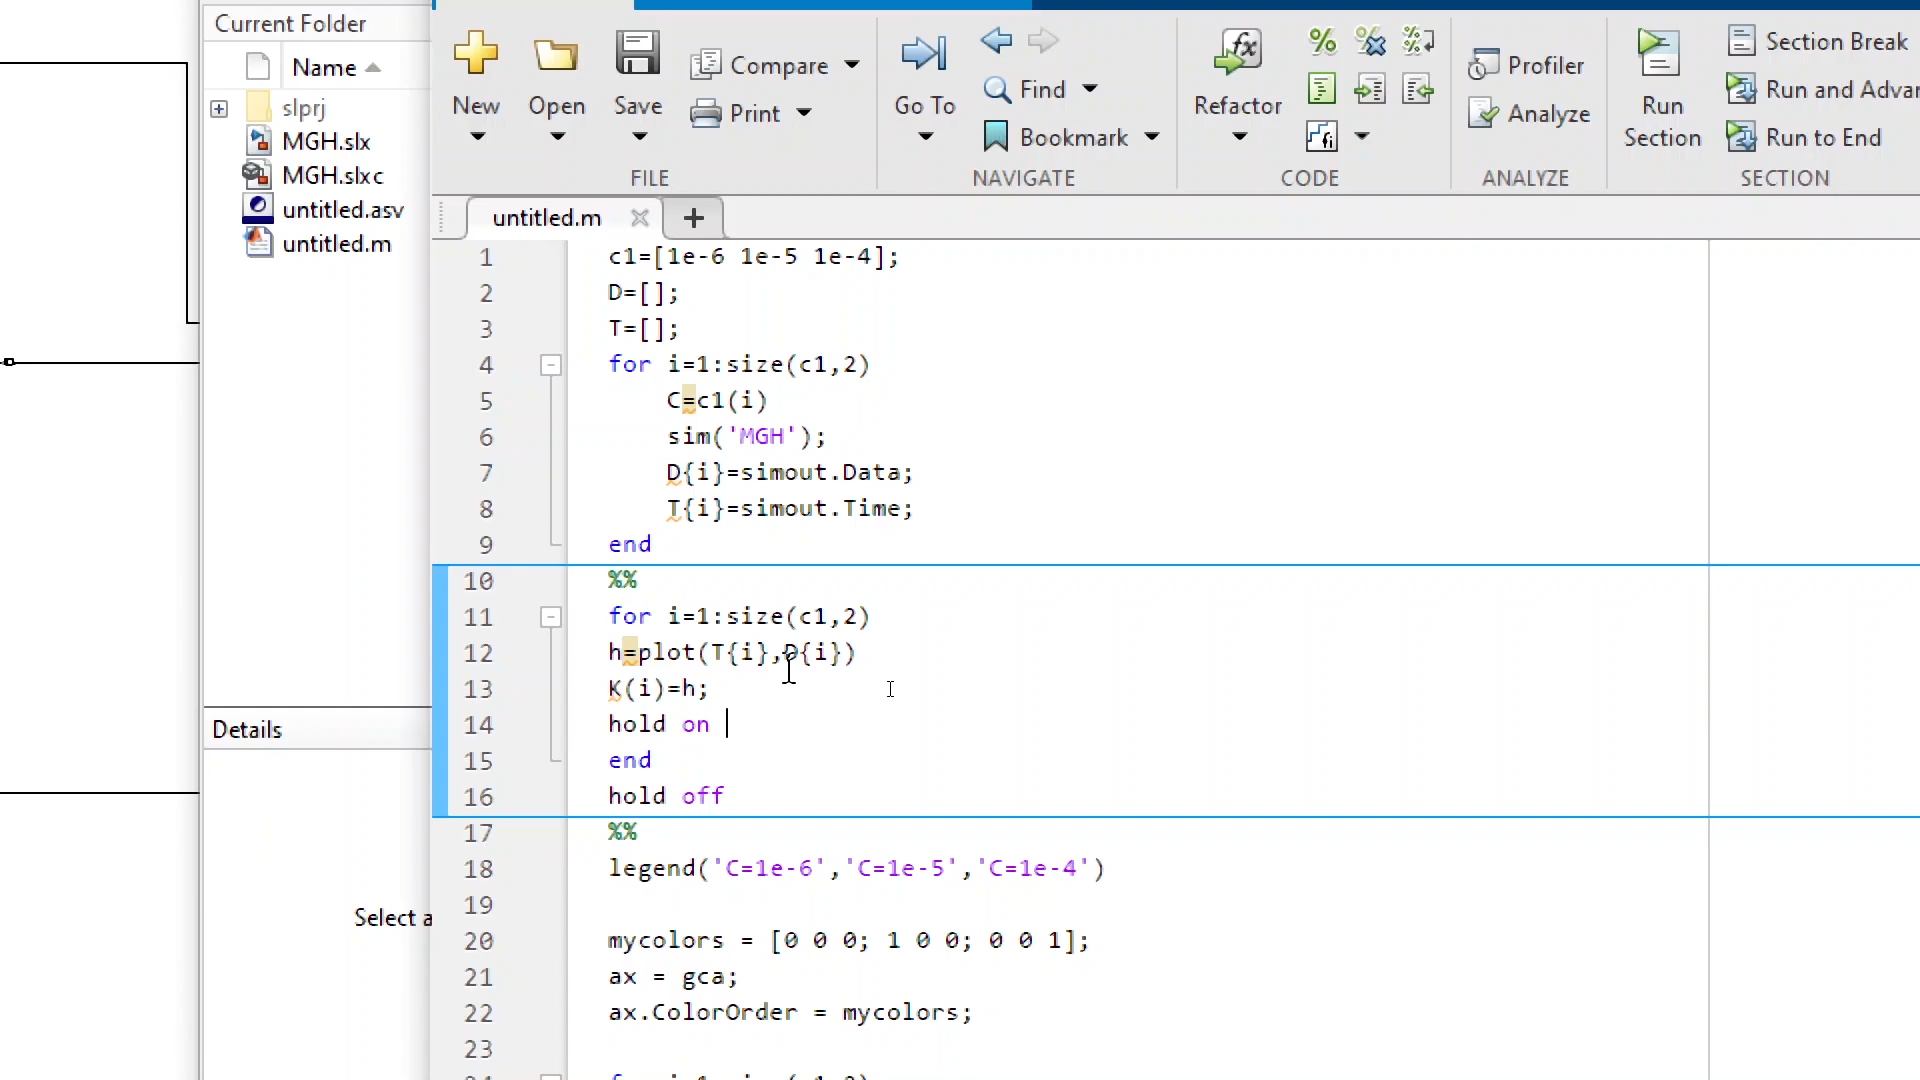 Current Folder
Name
slprj
MGH.slx
MGH.slxc
untitled.asv
untitled.m
Details
Select a
New
Open
Save
Compare
Print
FILE
Go To
Find
Bookmark
NAVIGATE
Refactor
CODE
Profiler
Analyze
ANALYZE
Run Section
Section Break
Run and Advan
Run to End
SECTION
untitled.m
1 c1=[1e-6 1e-5 1e-4];
2 D=[];
3 T=[];
4 for i=1:size(c1,2)
5 C=c1(i)
6 sim('MGH');
7 D{i}=simout.Data;
8 T{i}=simout.Time;
9 end
10 %%
11 for i=1:size(c1,2)
12 h=plot(T{i},D{i})
13 K(i)=h;
14 hold on
15 end
16 hold off
17 %%
18 legend('C=1e-6','C=1e-5','C=1e-4')
19
20 mycolors = [0 0 0; 1 0 0; 0 0 1];
21 ax = gca;
22 ax.ColorOrder = mycolors;
23